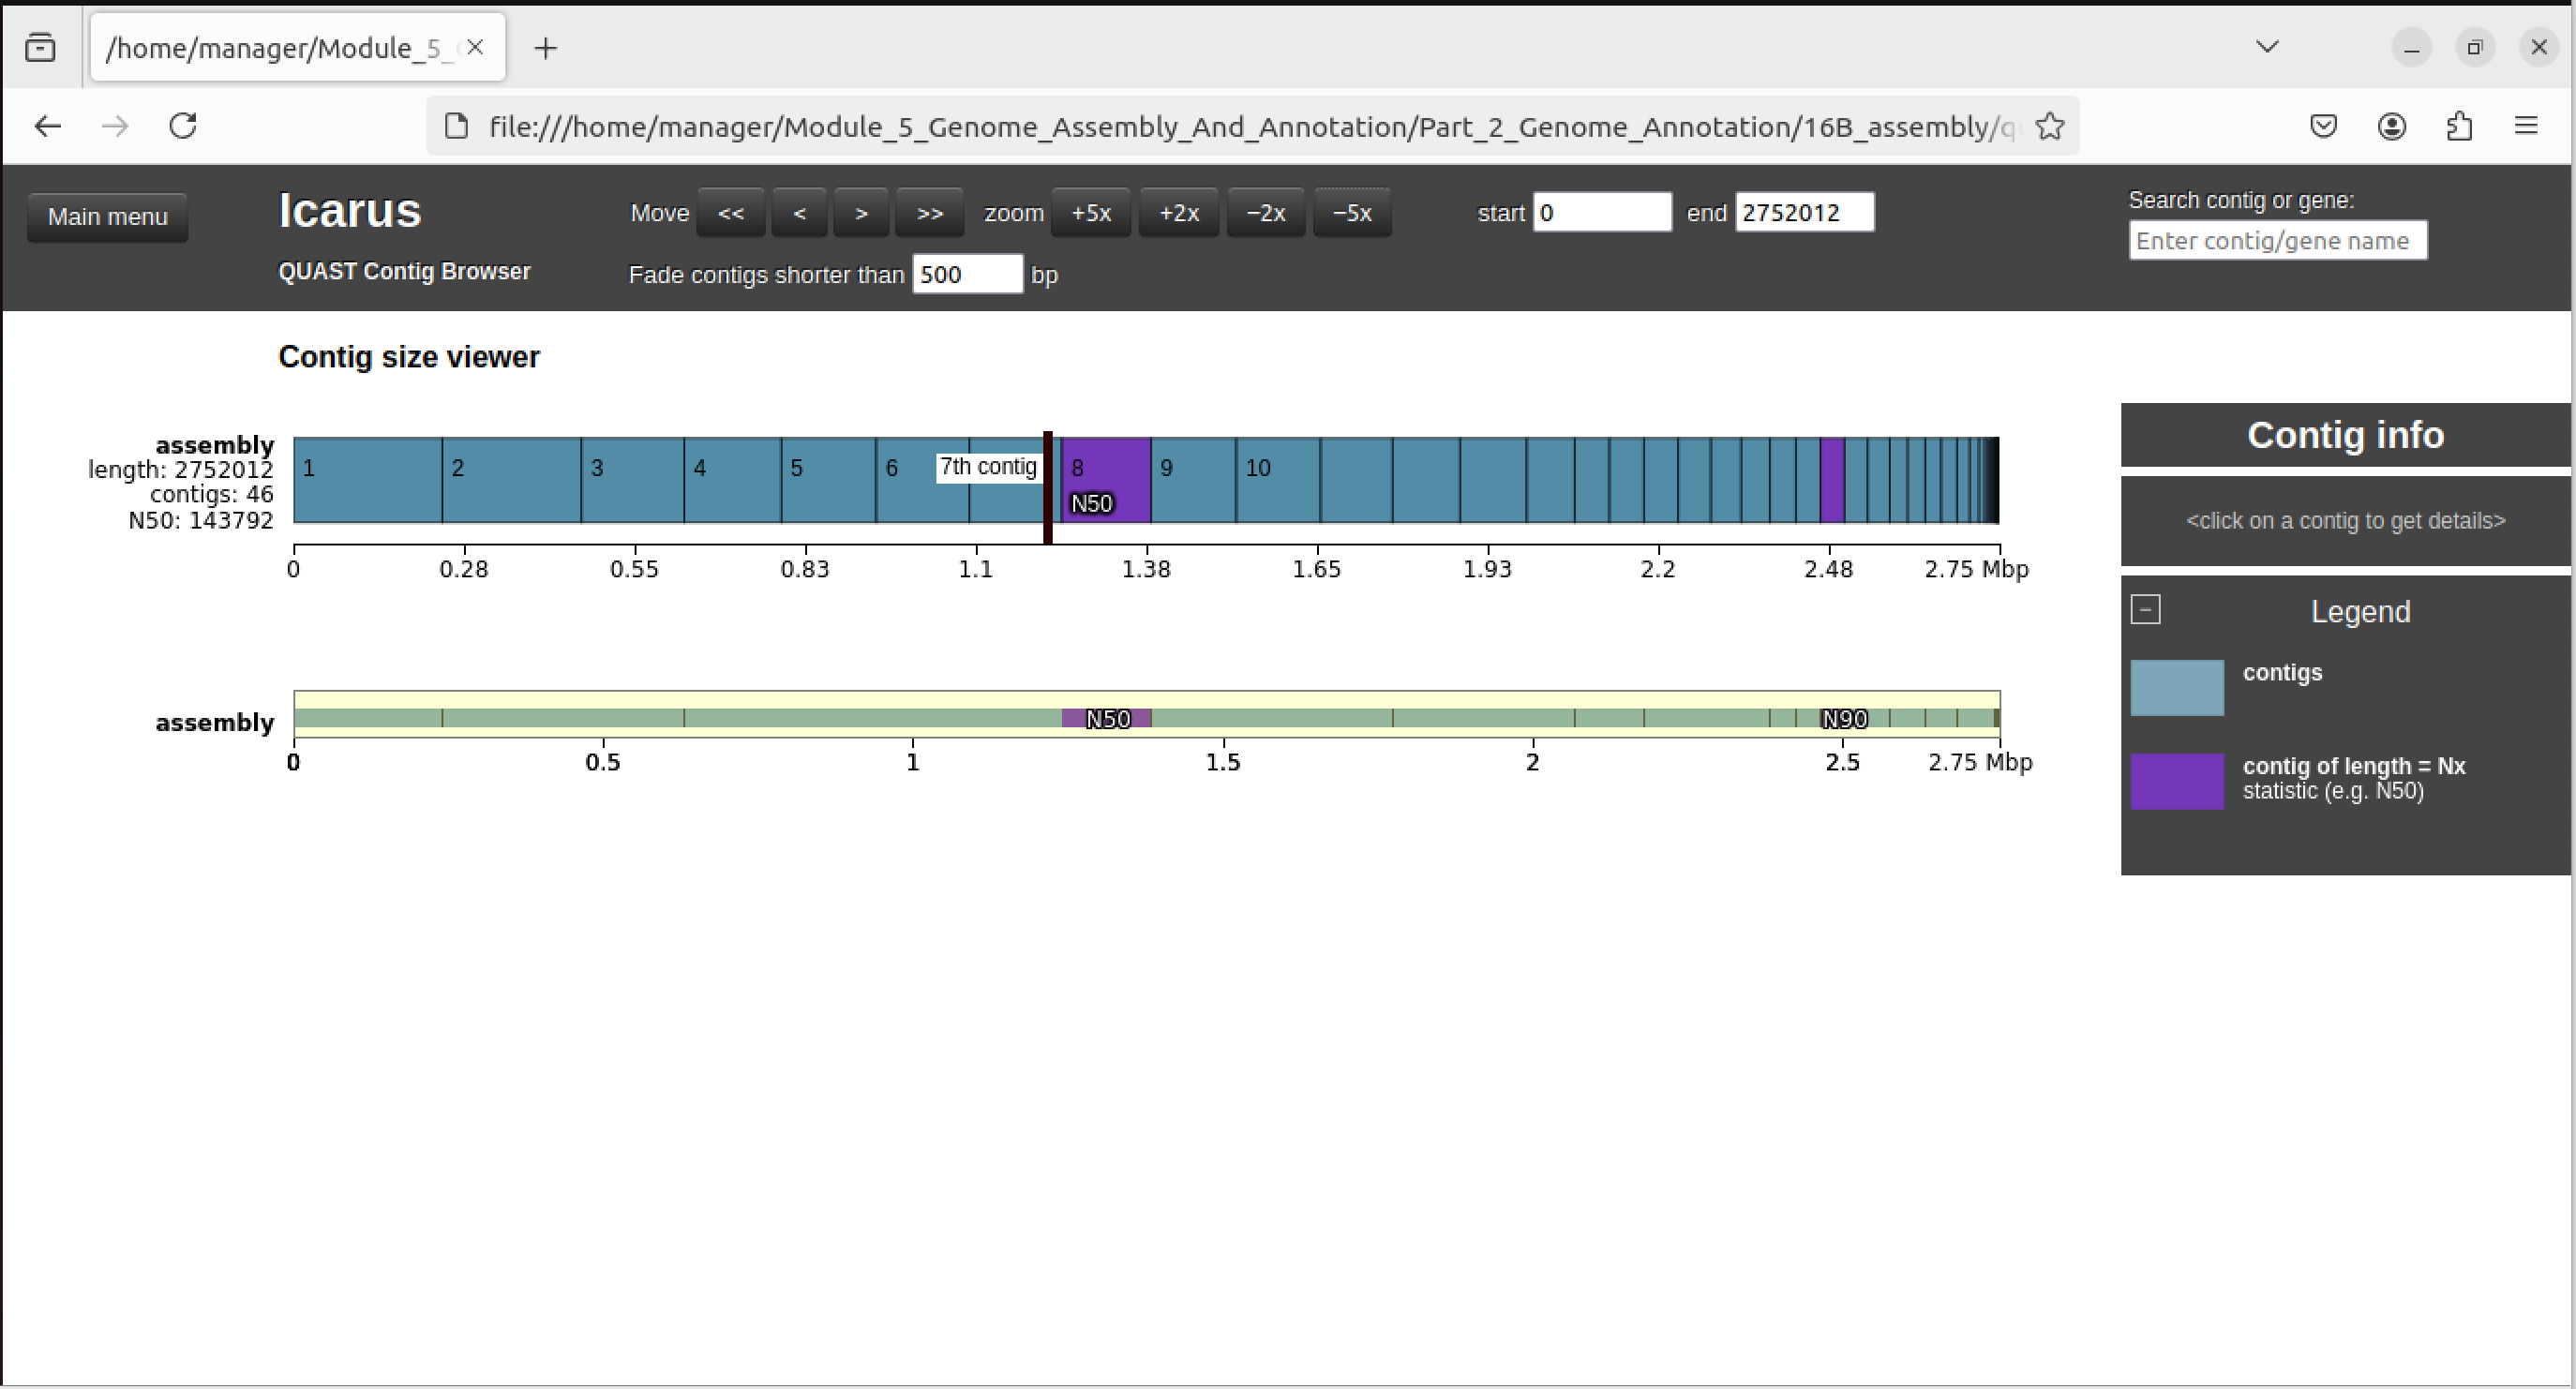 /home/manager/Module_5_
file:///home/manager/Module_5_Genome_Assembly_And_Annotation/Part_2_Genome_Annotation/16B_assembly/q
Main menu
Icarus
QUAST Contig Browser
Move << < > >> zoom +5x +2x −2x −5x start 0 end 2752012
Fade contigs shorter than 500 bp
Search contig or gene:
Enter contig/gene name
Contig size viewer
assembly
length: 2752012
contigs: 46
N50: 143792
1 2 3 4 5 6 7th contig 8 9 10
N50
0 0.28 0.55 0.83 1.1 1.38 1.65 1.93 2.2 2.48 2.75 Mbp
assembly
N50 N90
0 0.5 1 1.5 2 2.5 2.75 Mbp
Contig info
<click on a contig to get details>
Legend
contigs
contig of length = Nx
statistic (e.g. N50)